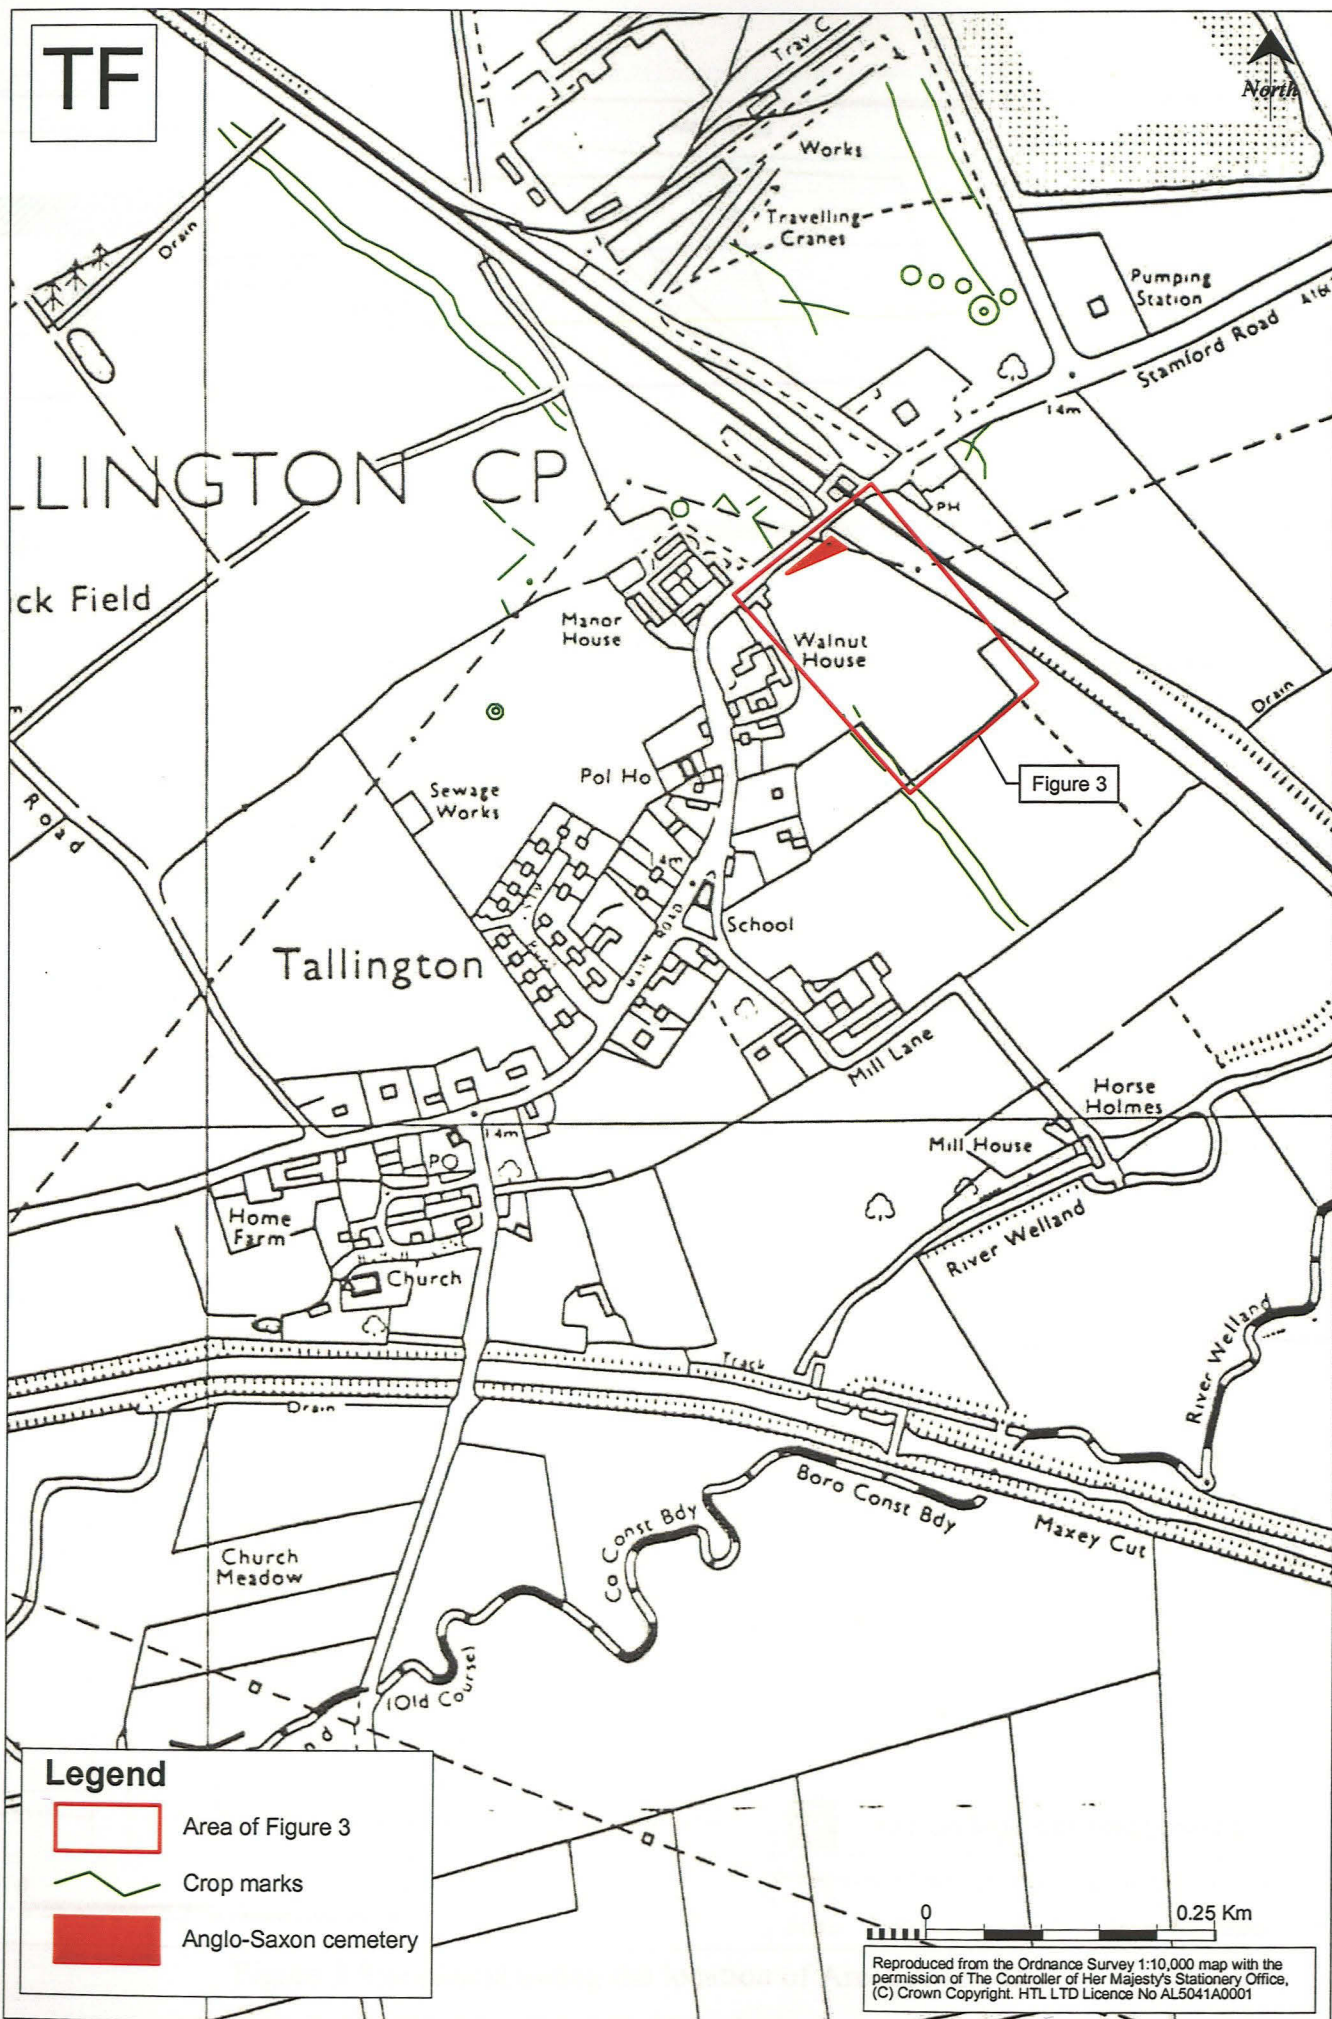 TF
North
Trav C
Works
Travelling
Cranes
Drain
Pumping
Station
Stamford Road
14m
LLINGTON CP
PH
ck Field
Manor
House
Walnut
House
Drain
Figure 3
Pol Ho
Sewage
Works
Road
14m
MAIN ROAD
School
Tallington
Mill Lane
Horse
Holmes
14m
PO
Mill House
Home
Farm
River Welland
Church
River Welland
Track
Drain
Boro Const Bdy
Co Const Bdy
Maxey Cut
Church
Meadow
(Old Course)
Legend
Area of Figure 3
Crop marks
Anglo-Saxon cemetery
0
0.25 Km
Reproduced from the Ordnance Survey 1:10,000 map with the
permission of The Controller of Her Majesty's Stationery Office,
(C) Crown Copyright. HTL LTD Licence No AL5041A0001